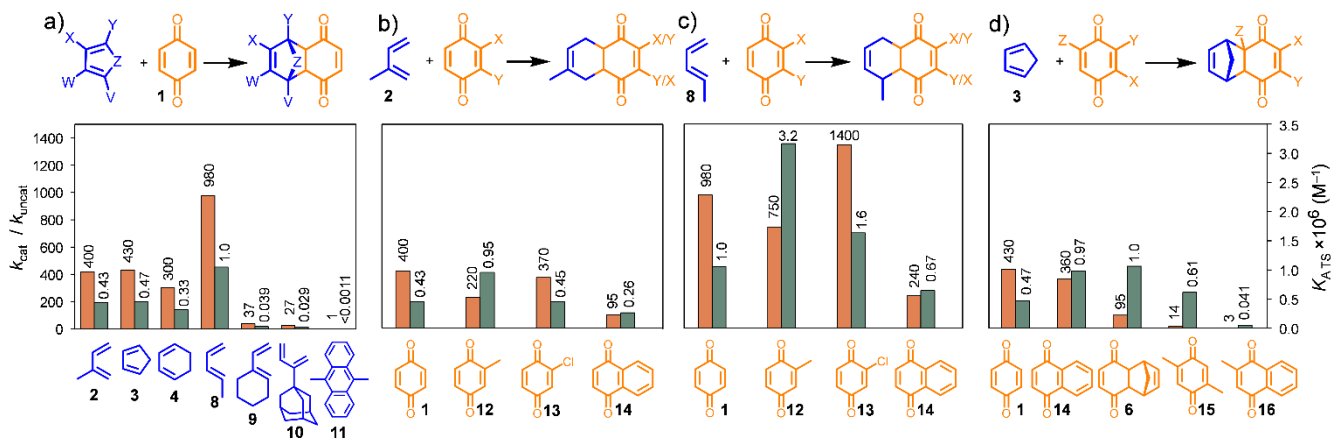 a)
Y
X
Z
W
V
+
O
O
1
Y
X
Z
W
V
O
O
b)
2
+
O
X
Y
O
O
X/Y
Y/X
O
c)
8
+
O
X
Y
O
O
X/Y
Y/X
O
d)
3
+
Z
O
Y
X
O
Z
O
X
Y
O
kcat / kuncat
1400
1200
1000
800
600
400
200
0
400
0.43
430
0.47
300
0.33
980
1.0
37
0.039
27
0.029
1
<0.0011
400
0.43
220
0.95
370
0.45
95
0.26
980
1.0
750
3.2
1400
1.6
240
0.67
430
0.47
360
0.97
95
1.0
14
0.61
3
0.041
3.5
3.0
2.5
2.0
1.5
1.0
0.5
0.0
KATS ×10⁶ (M⁻¹)
2
3
4
8
9
10
11
O
O
1
O
O
12
O
Cl
O
13
O
O
14
O
O
1
O
O
12
O
Cl
O
13
O
O
14
O
O
1
O
O
14
O
O
6
O
O
15
O
O
16